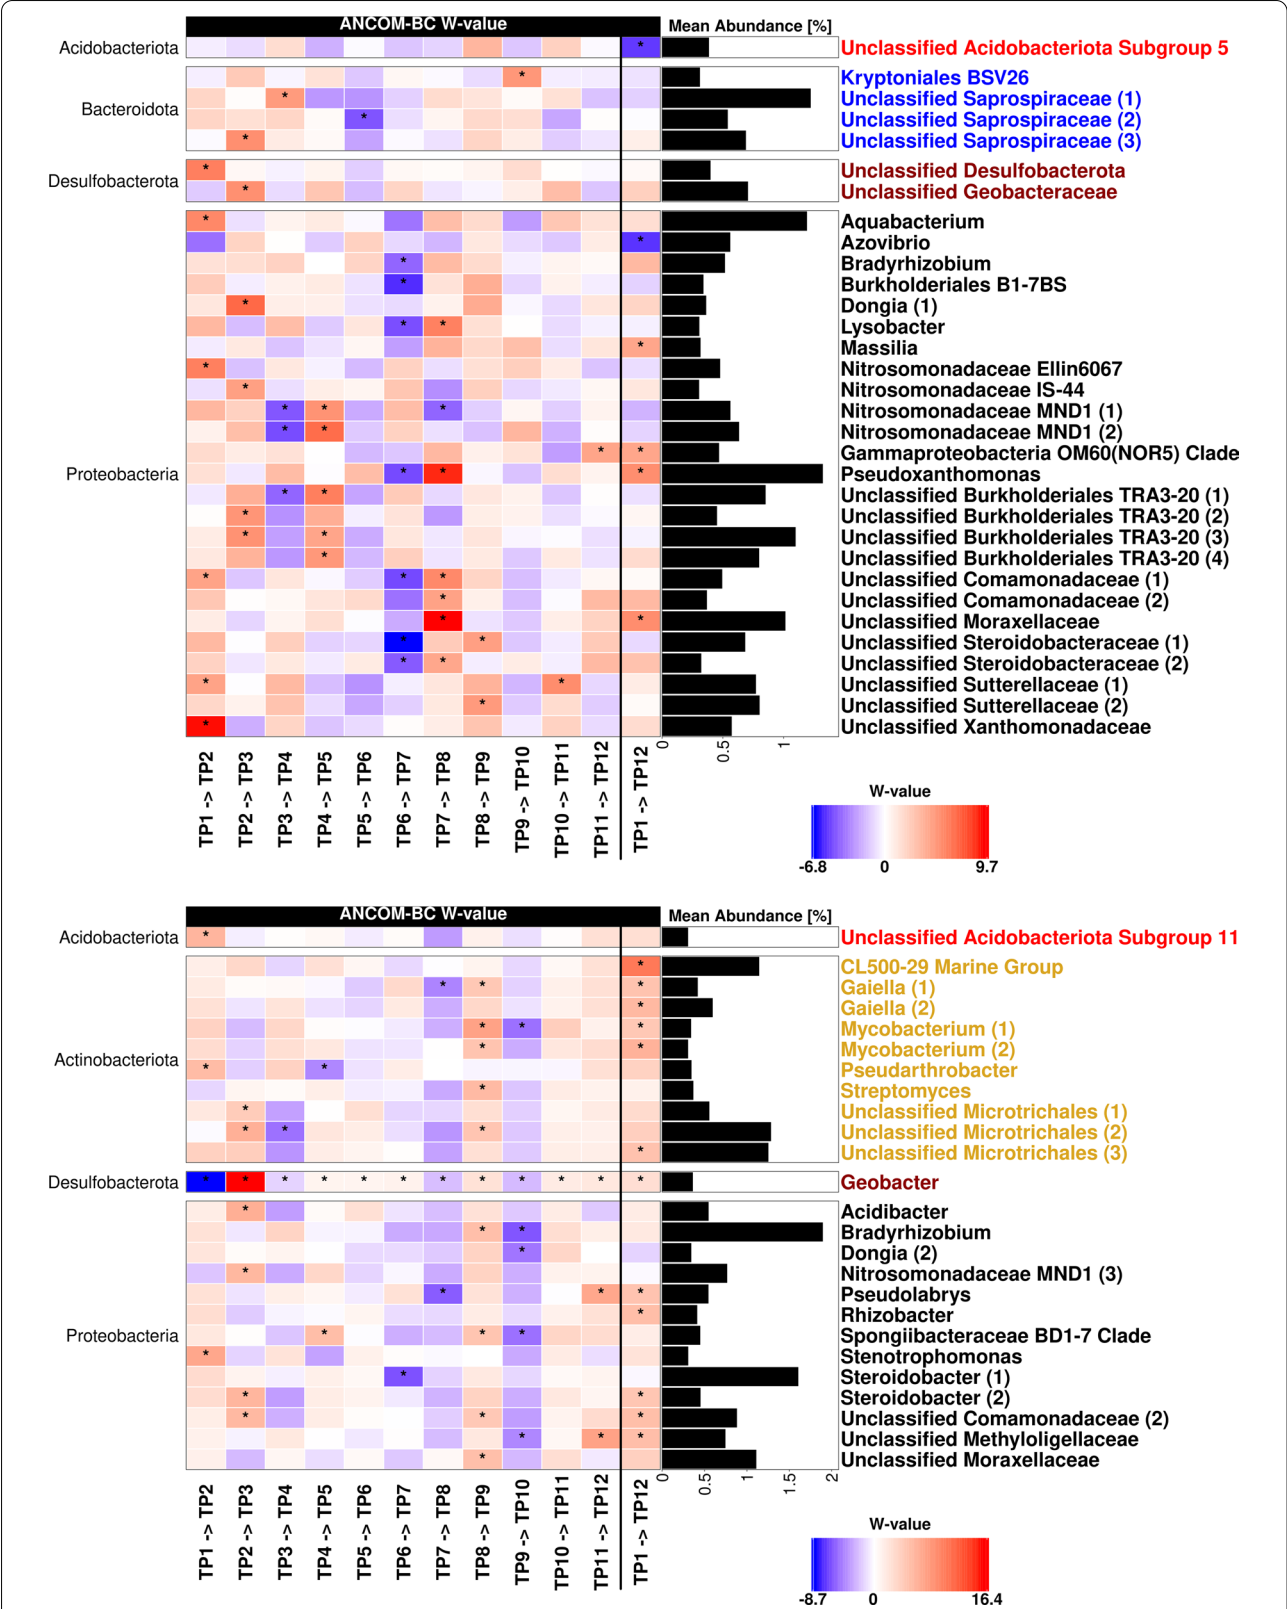 ANCOM-BC W-value
Mean Abundance [%]
Acidobacteriota
*
Unclassified Acidobacteriota Subgroup 5
Bacteroidota
* Kryptoniales BSV26
* Unclassified Saprospiraceae (1)
* Unclassified Saprospiraceae (2)
* Unclassified Saprospiraceae (3)
Desulfobacterota
* Unclassified Desulfobacterota
* Unclassified Geobacteraceae
Proteobacteria
* Aquabacterium
* Azovibrio
* Bradyrhizobium
* Burkholderiales B1-7BS
* Dongia (1)
* * Lysobacter
* Massilia
* Nitrosomonadaceae Ellin6067
* Nitrosomonadaceae IS-44
* * * Nitrosomonadaceae MND1 (1)
* * Nitrosomonadaceae MND1 (2)
* * Gammaproteobacteria OM60(NOR5) Clade
* * * Pseudoxanthomonas
* * Unclassified Burkholderiales TRA3-20 (1)
* Unclassified Burkholderiales TRA3-20 (2)
* * Unclassified Burkholderiales TRA3-20 (3)
* Unclassified Burkholderiales TRA3-20 (4)
* * * Unclassified Comamonadaceae (1)
* Unclassified Comamonadaceae (2)
* * Unclassified Moraxellaceae
* * Unclassified Steroidobacteraceae (1)
* * Unclassified Steroidobacteraceae (2)
* * Unclassified Sutterellaceae (1)
* Unclassified Sutterellaceae (2)
* Unclassified Xanthomonadaceae
0 0.5 1
TP1 -> TP2
TP2 -> TP3
TP3 -> TP4
TP4 -> TP5
TP5 -> TP6
TP6 -> TP7
TP7 -> TP8
TP8 -> TP9
TP9 -> TP10
TP10 -> TP11
TP11 -> TP12
TP1 -> TP12
W-value
-6.8 0 9.7
ANCOM-BC W-value
Mean Abundance [%]
Acidobacteriota
* Unclassified Acidobacteriota Subgroup 11
Actinobacteriota
* CL500-29 Marine Group
* * * Gaiella (1)
* Gaiella (2)
* * * Mycobacterium (1)
* * Mycobacterium (2)
* * Pseudarthrobacter
* Streptomyces
* Unclassified Microtrichales (1)
* * * Unclassified Microtrichales (2)
* Unclassified Microtrichales (3)
Desulfobacterota
* * * * * * * * * * * * Geobacter
Proteobacteria
* Acidibacter
* * Bradyrhizobium
* Dongia (2)
* Nitrosomonadaceae MND1 (3)
* * * Pseudolabrys
* Rhizobacter
* * * Spongiibacteraceae BD1-7 Clade
* Stenotrophomonas
* Steroidobacter (1)
* * Steroidobacter (2)
* * * Unclassified Comamonadaceae (2)
* * * Unclassified Methyloligellaceae
* Unclassified Moraxellaceae
0 0.5 1 1.5 2
TP1 -> TP2
TP2 -> TP3
TP3 -> TP4
TP4 -> TP5
TP5 -> TP6
TP6 -> TP7
TP7 -> TP8
TP8 -> TP9
TP9 -> TP10
TP10 -> TP11
TP11 -> TP12
TP1 -> TP12
W-value
-8.7 0 16.4